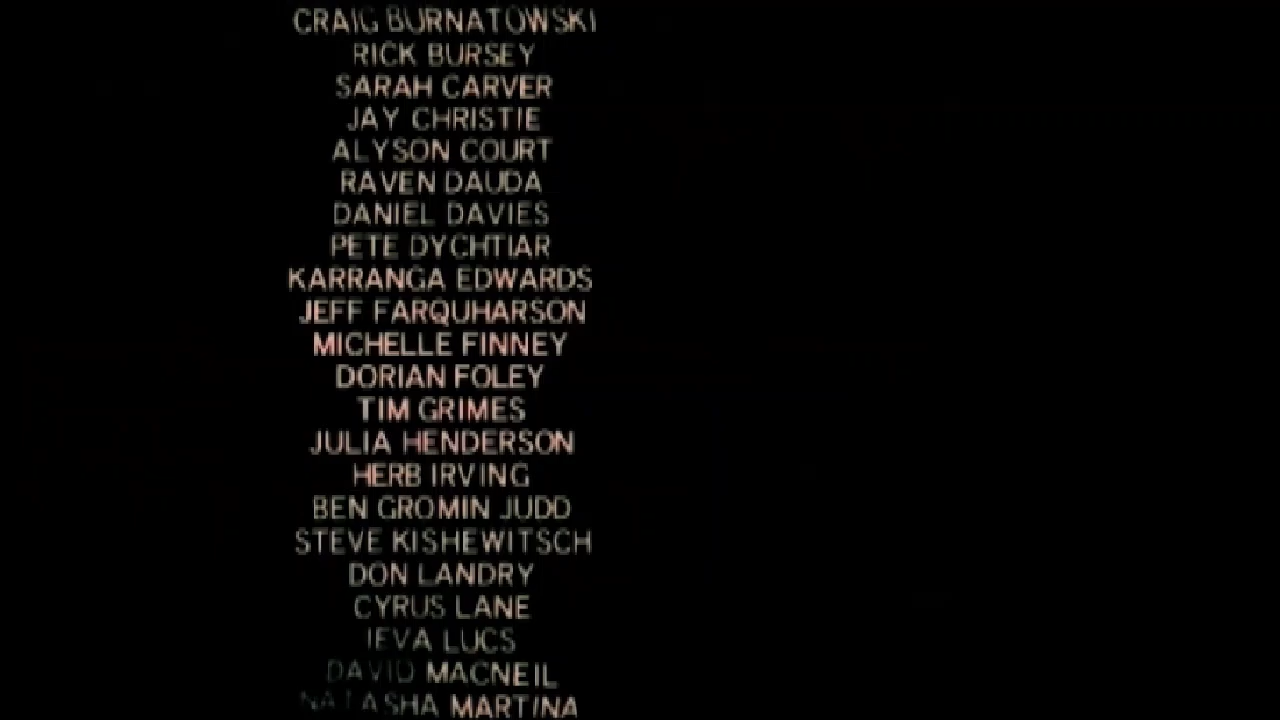 CRAIG BURNATOWSKI
RICK BURSEY
SARAH CARVER
JAY CHRISTIE
ALYSON COURT
RAVEN DAUDA
DANIEL DAVIES
PETE DYCHTIAR
KARRANGA EDWARDS
JEFF FARQUHARSON
MICHELLE FINNEY
DORIAN FOLEY
TIM GRIMES
JULIA HENDERSON
HERB IRVING
BEN GROMIN JUDD
STEVE KISHEWITSCH
DON LANDRY
CYRUS LANE
IEVA LUCS
DAVID MACNEIL
NATASHA MARTINA